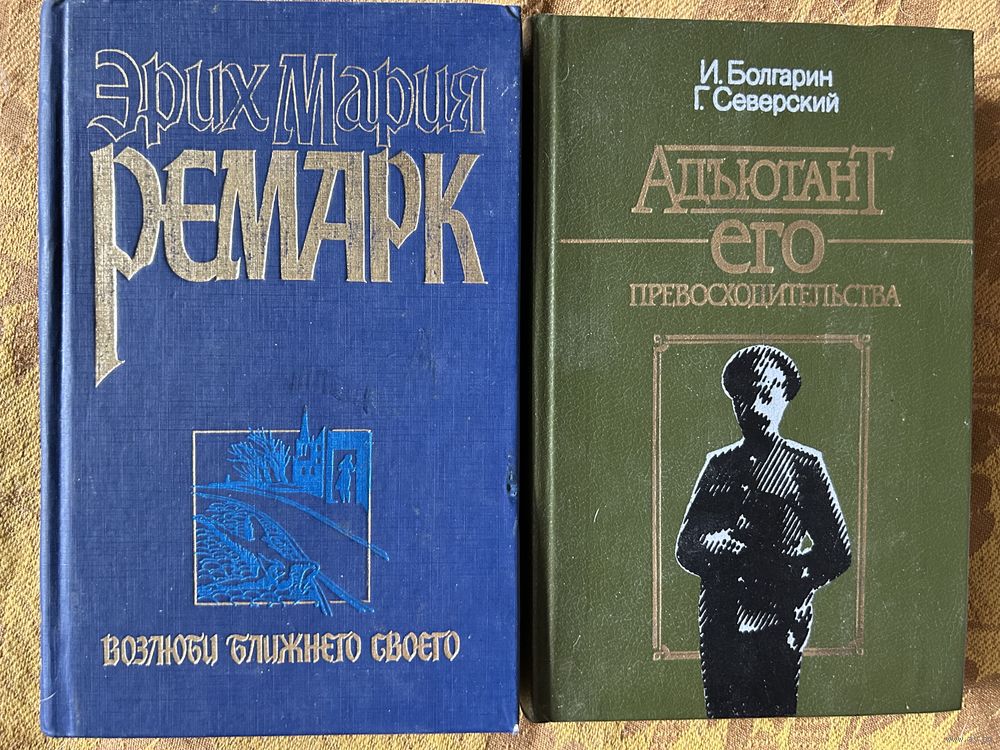 Эрих Мария
Ремарк
Возлюби ближнего своего
И. Болгарин
Г. Северский
Адъютант
его
превосходительства